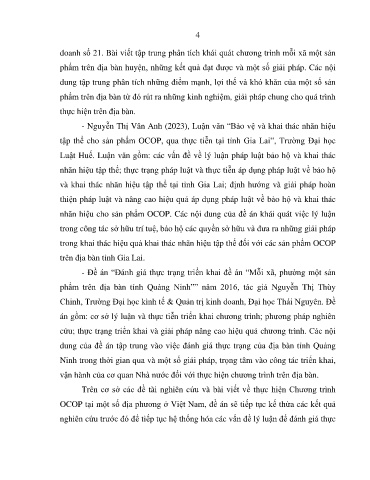 4
doanh số 21. Bài viết tập trung phân tích khái quát chương trình mỗi xã một sản
phẩm trên địa bàn huyện, những kết quả đạt được và một số giải pháp. Các nội
dung tập trung phân tích những điểm mạnh, lợi thế và khó khăn của một số sản
phẩm trên địa bàn từ đó rút ra những kinh nghiệm, giải pháp chung cho quá trình
thực hiện trên địa bàn.
- Nguyễn Thị Vân Anh (2023), Luận văn “Bảo vệ và khai thác nhãn hiệu
tập thể cho sản phẩm OCOP, qua thực tiễn tại tỉnh Gia Lai”, Trường Đại học
Luật Huế. Luận văn gồm: các vấn đề về lý luận pháp luật bảo hộ và khai thác
nhãn hiệu tập thể; thực trạng pháp luật và thực tiễn áp dụng pháp luật về bảo hộ
và khai thác nhãn hiệu tập thể tại tỉnh Gia Lai; định hướng và giải pháp hoàn
thiện pháp luật và nâng cao hiệu quả áp dụng pháp luật về bảo hộ và khai thác
nhãn hiệu cho sản phẩm OCOP. Các nội dung của đề án khái quát việc lý luận
trong công tác sở hữu trí tuệ, bảo hộ các quyền sở hữu và đưa ra những giải pháp
trong khai thác hiệu quả khai thác nhãn hiệu tập thể đối với các sản phẩm OCOP
trên địa bàn tỉnh Gia Lai.
- Đề án “Đánh giá thực trạng triển khai đề án “Mỗi xã, phường một sản
phẩm trên địa bàn tỉnh Quảng Ninh”” năm 2016, tác giả Nguyễn Thị Thùy
Chinh, Trường Đại học kinh tế & Quản trị kinh doanh, Đại học Thái Nguyên. Đề
án gồm: cơ sở lý luận và thực tiễn triển khai chương trình; phương pháp nghiên
cứu; thực trạng triển khai và giải pháp nâng cao hiệu quả chương trình. Các nội
dung của đề án tập trung vào việc đánh giá thực trạng của địa bàn tỉnh Quảng
Ninh trong thời gian qua và một số giải pháp, trọng tâm vào công tác triển khai,
vận hành của cơ quan Nhà nước đối với thực hiện chương trình trên địa bàn.
Trên cơ sở các đề tài nghiên cứu và bài viết về thực hiện Chương trình
OCOP tại một số địa phương ở Việt Nam, đề án sẽ tiếp tục kế thừa các kết quả
nghiên cứu trước đó để tiếp tục hệ thống hóa các vấn đề lý luận để đánh giá thực